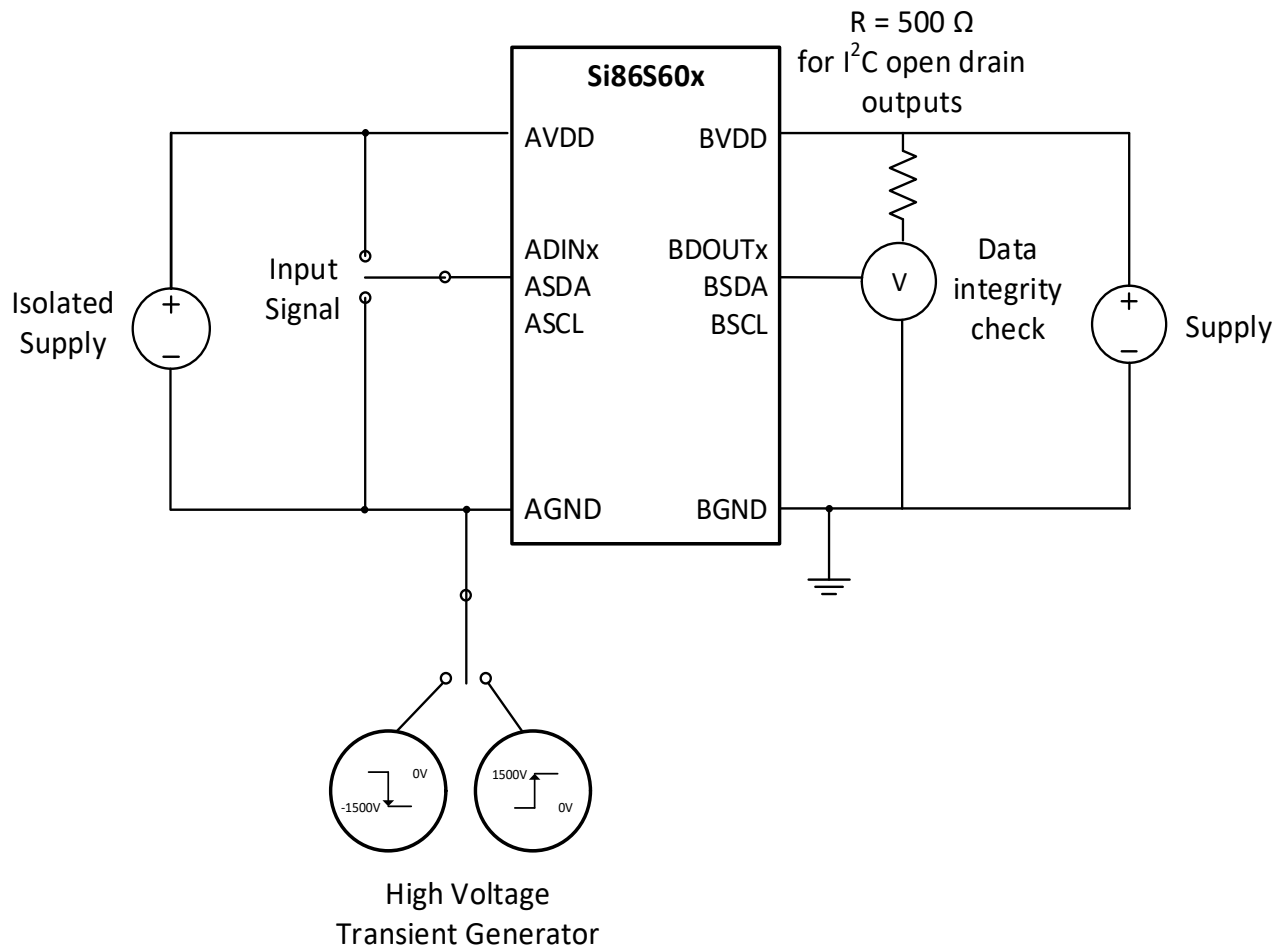 R = 500 Ω
for I²C open drain
outputs
Si86S60x
AVDD
BVDD
ADINx
BDOUTx
Input
Signal
ASDA
BSDA
ASCL
BSCL
V
Data
integrity
check
Isolated
Supply
+
−
+
−
Supply
AGND
BGND
0V
-1500V
1500V
0V
High Voltage
Transient Generator